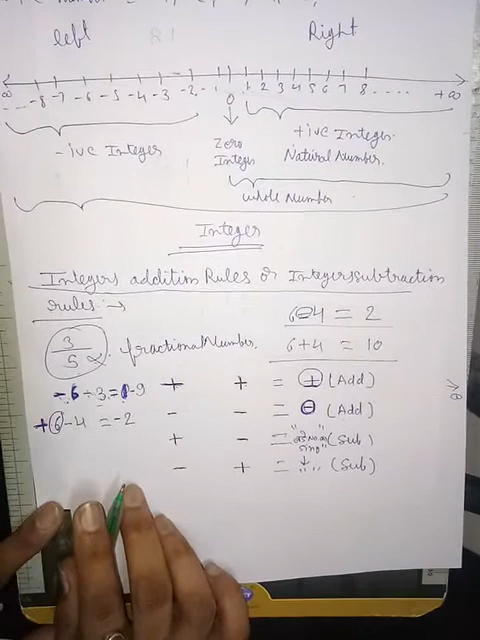 left Right
∞ .... -8 -7 -6 -5 -4 -3 -2 -1 0 1 2 3 4 5 6 7 8 .... +∞
-ive Integer Zero Integer +ive Integer.
Natural Number.
whole Number
Integer
Integers addition Rules or Integers subtraction
rules:→
6-4 = 2
3/5 fractional Number.
6+4 = 10
-6-3=-9 + + = + (Add)
+6-4 =-2 - - = - (Add)
+ - = (Sub)
- + = (Sub)